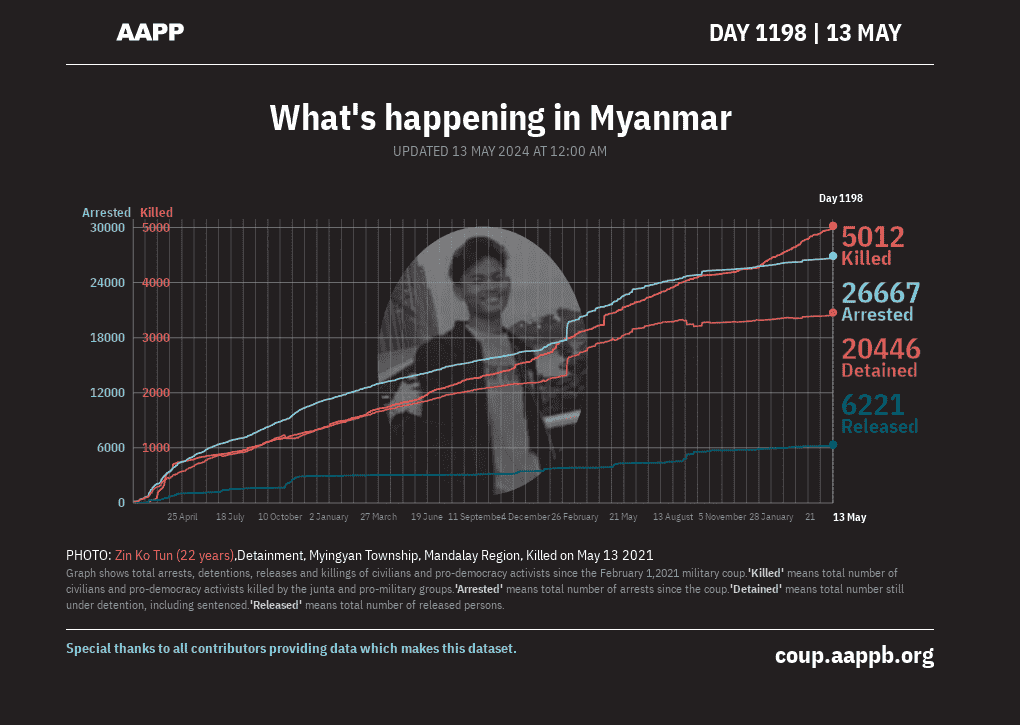 AAPP
DAY 1198 | 13 MAY
What's happening in Myanmar
UPDATED 13 MAY 2024 AT 12:00 AM
Day 1198
Arrested Killed
30000 5000
24000 4000
18000 3000
12000 2000
6000 1000
0
5012
Killed
26667
Arrested
20446
Detained
6221
Released
25 April 18 July 10 October 2 January 27 March 19 June 11 September 4 December 26 February 21 May 13 August 5 November 28 January 21 13 May
PHOTO: Zin Ko Tun (22 years),Detainment, Myingyan Township, Mandalay Region, Killed on May 13 2021
Graph shows total arrests, detentions, releases and killings of civilians and pro-democracy activists since the February 1,2021 military coup.'Killed' means total number of
civilians and pro-democracy activists killed by the junta and pro-military groups.'Arrested' means total number of arrests since the coup.'Detained' means total number still
under detention, including sentenced.'Released' means total number of released persons.
Special thanks to all contributors providing data which makes this dataset.
coup.aappb.org